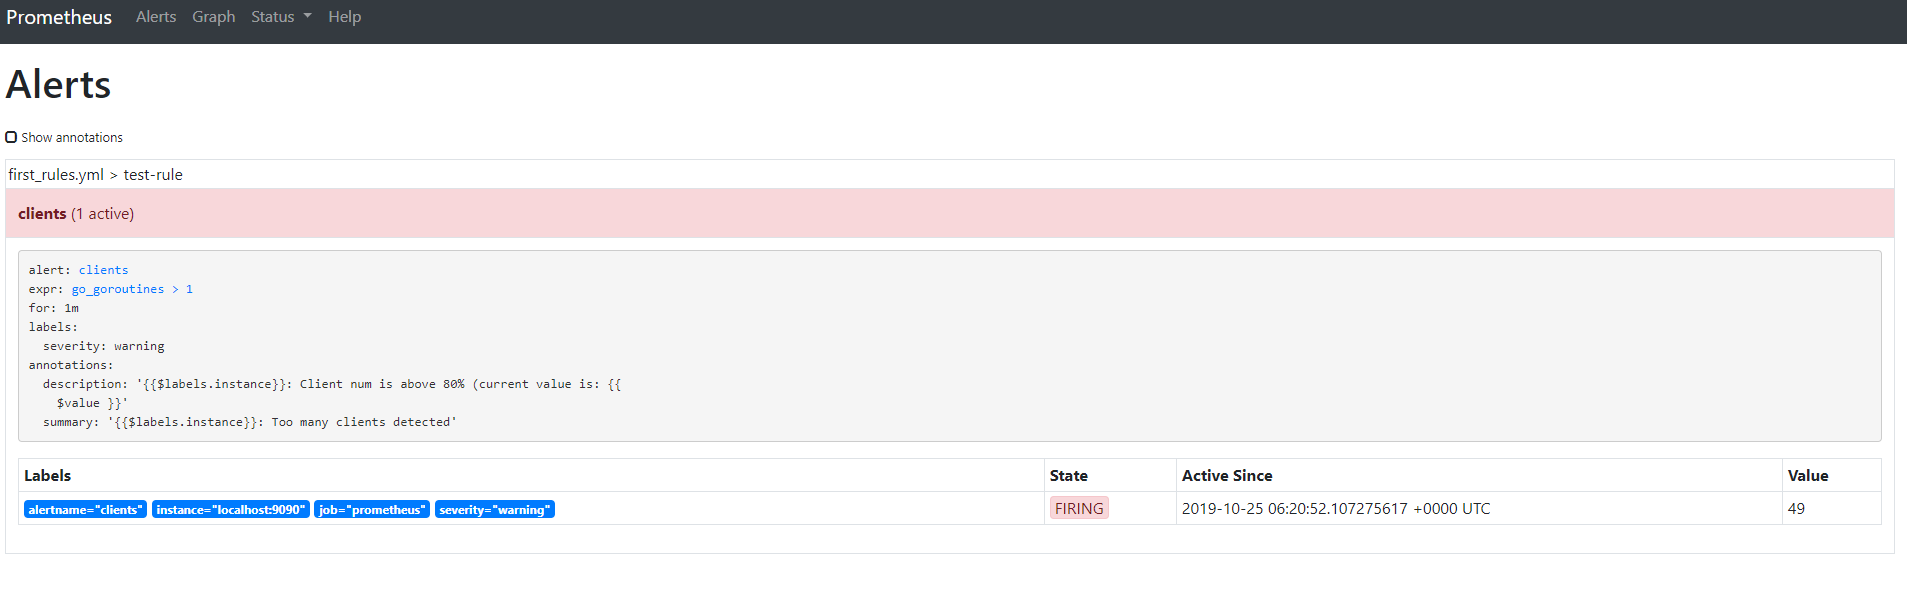 Prometheus Alerts Graph Status Help
Alerts
Show annotations
first_rules.yml > test-rule
clients (1 active)
alert: clients
expr: go_goroutines > 1
for: 1m
labels:
  severity: warning
annotations:
  description: '{{$labels.instance}}: Client num is above 80% (current value is: {{
    $value }}'
  summary: '{{$labels.instance}}: Too many clients detected'
Labels State Active Since Value
alertname="clients" instance="localhost:9090" job="prometheus" severity="warning" FIRING 2019-10-25 06:20:52.107275617 +0000 UTC 49